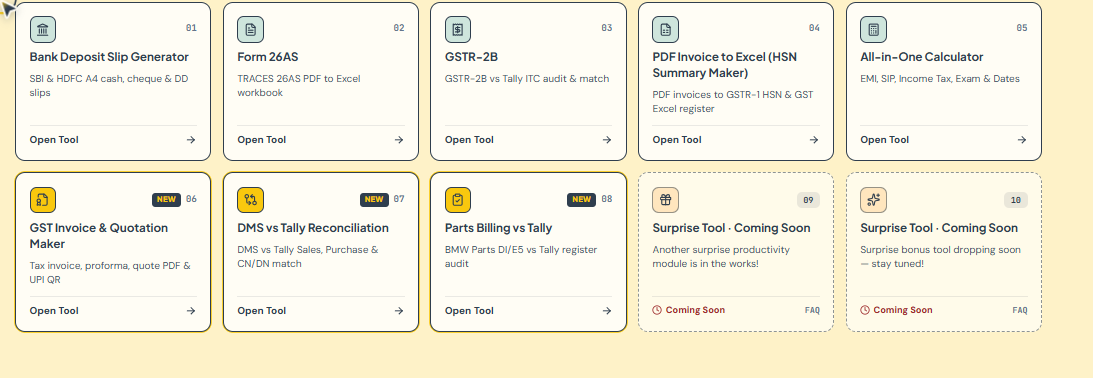 01
Bank Deposit Slip Generator
SBI & HDFC A4 cash, cheque & DD
slips
Open Tool
02
Form 26AS
TRACES 26AS PDF to Excel
workbook
Open Tool
03
GSTR-2B
GSTR-2B vs Tally ITC audit & match
Open Tool
04
PDF Invoice to Excel (HSN
Summary Maker)
PDF invoices to GSTR-1 HSN & GST
Excel register
Open Tool
05
All-in-One Calculator
EMI, SIP, Income Tax, Exam & Dates
Open Tool
NEW 06
GST Invoice & Quotation
Maker
Tax invoice, proforma, quote PDF &
UPI QR
Open Tool
NEW 07
DMS vs Tally Reconciliation
DMS vs Tally Sales, Purchase &
CN/DN match
Open Tool
NEW 08
Parts Billing vs Tally
BMW Parts DI/E5 vs Tally register
audit
Open Tool
09
Surprise Tool · Coming Soon
Another surprise productivity
module is in the works!
Coming Soon FAQ
10
Surprise Tool · Coming Soon
Surprise bonus tool dropping soon
— stay tuned!
Coming Soon FAQ